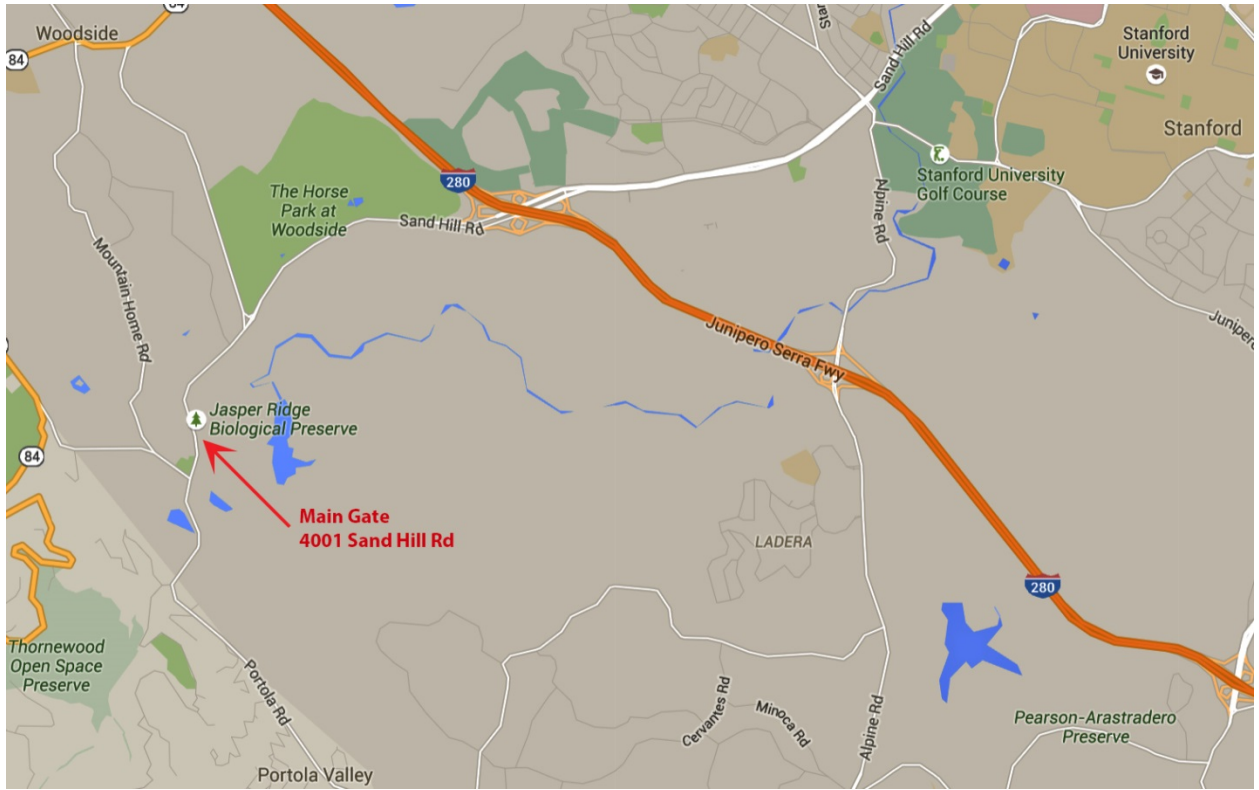 Woodside
84
84
84
280
The Horse
Park at
Woodside
Sand Hill Rd
Sand Hill Rd
Stanford
University
Stanford
Stanford University
Golf Course
Alpine Rd
Mountain Home Rd
Junipero Serra Fwy
Junipero
Jasper Ridge
Biological Preserve
Main Gate
4001 Sand Hill Rd
LADERA
280
Thornewood
Open Space
Preserve
Portola Rd
Portola Valley
Cervantes Rd
Minoca Rd
Alpine Rd
Pearson-Arastradero
Preserve